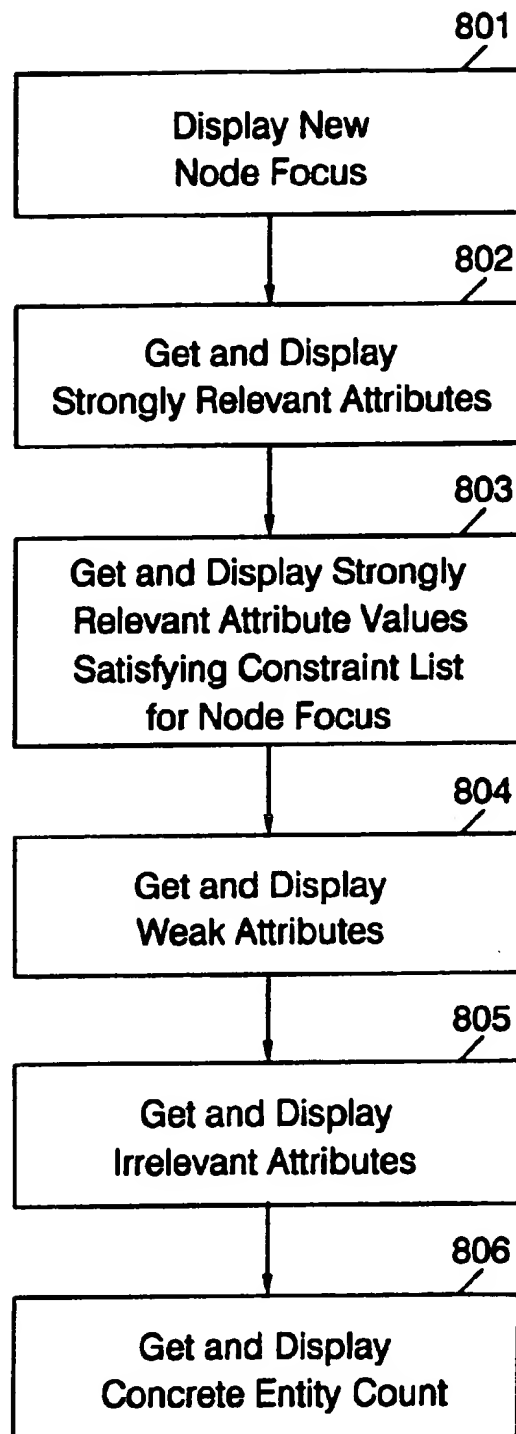 801
Display New
Node Focus
802
Get and Display
Strongly Relevant Attributes
803
Get and Display Strongly
Relevant Attribute Values
Satisfying Constraint List
for Node Focus
804
Get and Display
Weak Attributes
805
Get and Display
Irrelevant Attributes
806
Get and Display
Concrete Entity Count